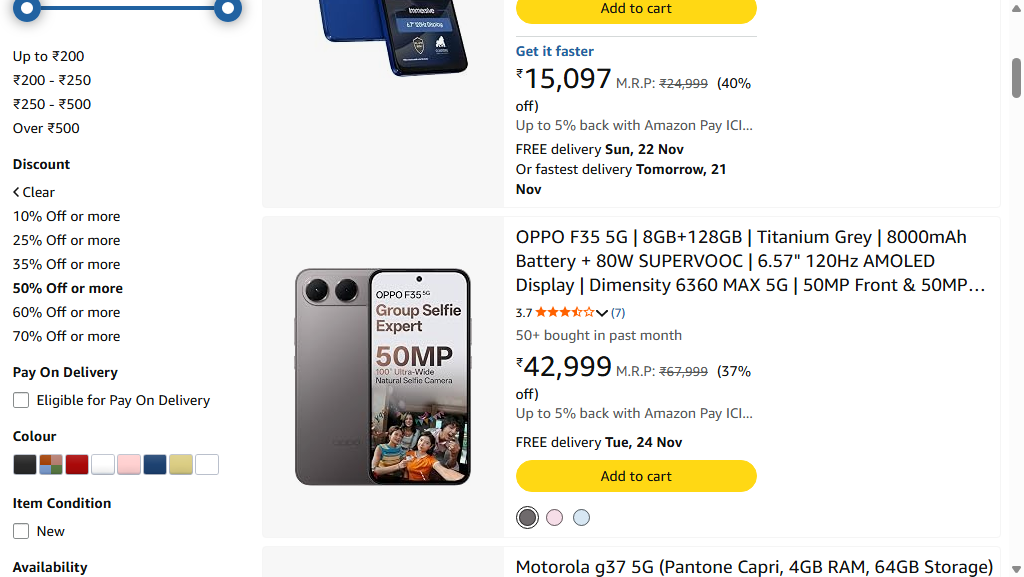 Up to ₹200
₹200 - ₹250
₹250 - ₹500
Over ₹500
Discount
< Clear
10% Off or more
25% Off or more
35% Off or more
50% Off or more
60% Off or more
70% Off or more
Pay On Delivery
Eligible for Pay On Delivery
Colour
Item Condition
New
Availability
Immersive
6.7" 120Hz Display
Add to cart
Get it faster
₹15,097 M.R.P: ₹24,999 (40%
off)
Up to 5% back with Amazon Pay ICI...
FREE delivery Sun, 22 Nov
Or fastest delivery Tomorrow, 21
Nov
OPPO F35 5G
Group Selfie
Expert
50MP
100° Ultra-Wide
Natural Selfie Camera
oppo
OPPO F35 5G | 8GB+128GB | Titanium Grey | 8000mAh
Battery + 80W SUPERVOOC | 6.57" 120Hz AMOLED
Display | Dimensity 6360 MAX 5G | 50MP Front & 50MP...
3.7 (7)
50+ bought in past month
₹42,999 M.R.P: ₹67,999 (37%
off)
Up to 5% back with Amazon Pay ICI...
FREE delivery Tue, 24 Nov
Add to cart
Motorola g37 5G (Pantone Capri, 4GB RAM, 64GB Storage)